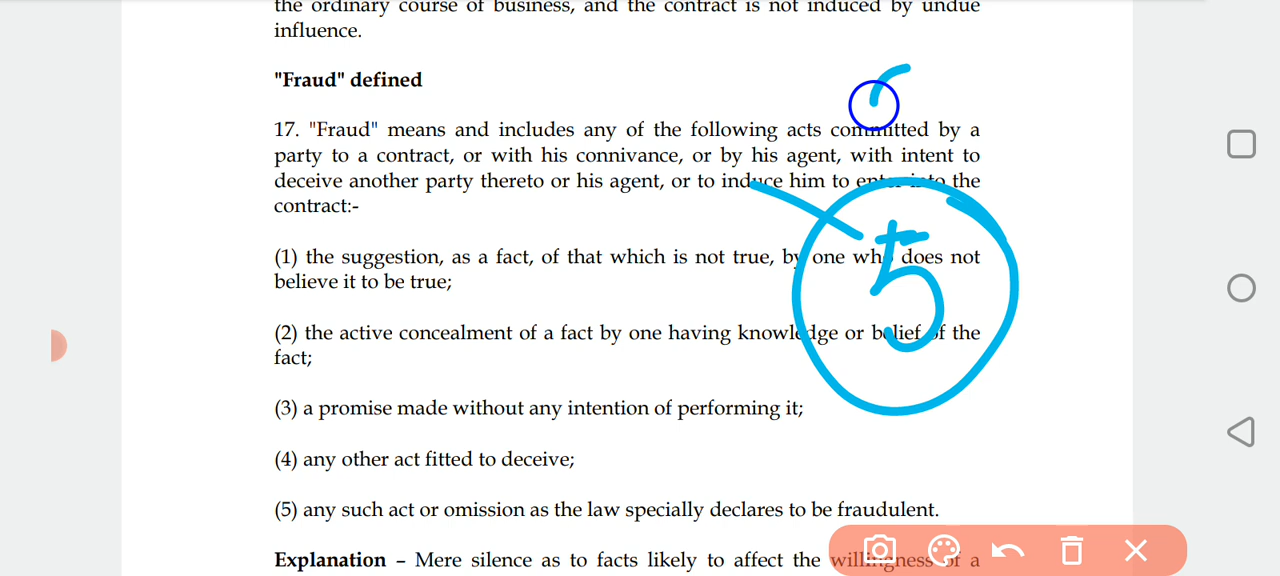 the ordinary course of business, and the contract is not induced by undue
influence.
"Fraud" defined
17. "Fraud" means and includes any of the following acts committed by a
party to a contract, or with his connivance, or by his agent, with intent to
deceive another party thereto or his agent, or to induce him to enter into the
contract:-
(1) the suggestion, as a fact, of that which is not true, by one who does not
believe it to be true;
(2) the active concealment of a fact by one having knowledge or belief of the
fact;
(3) a promise made without any intention of performing it;
(4) any other act fitted to deceive;
(5) any such act or omission as the law specially declares to be fraudulent.
Explanation – Mere silence as to facts likely to affect the willingness of a
5